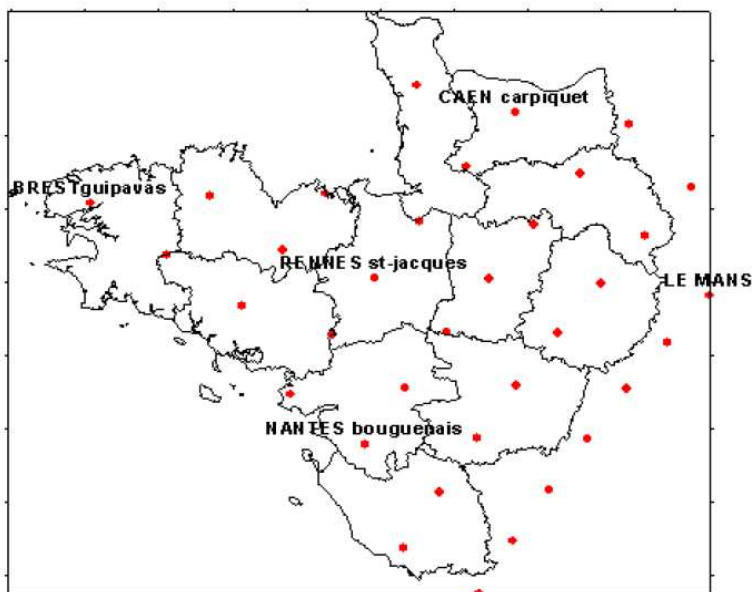 CAEN carpiquet
BRESTguipavas
RENNES st-jacques
LE MANS
NANTES bouguenais